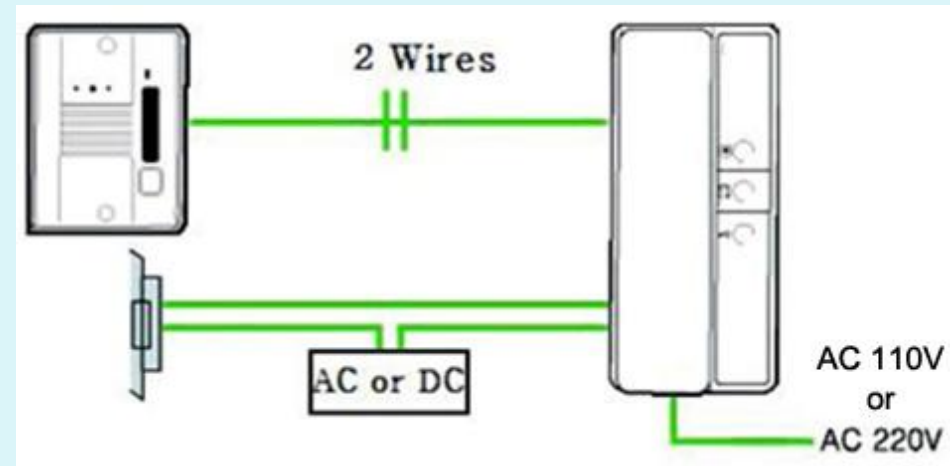 2 Wires
AC or DC
AC 110V
or
AC 220V